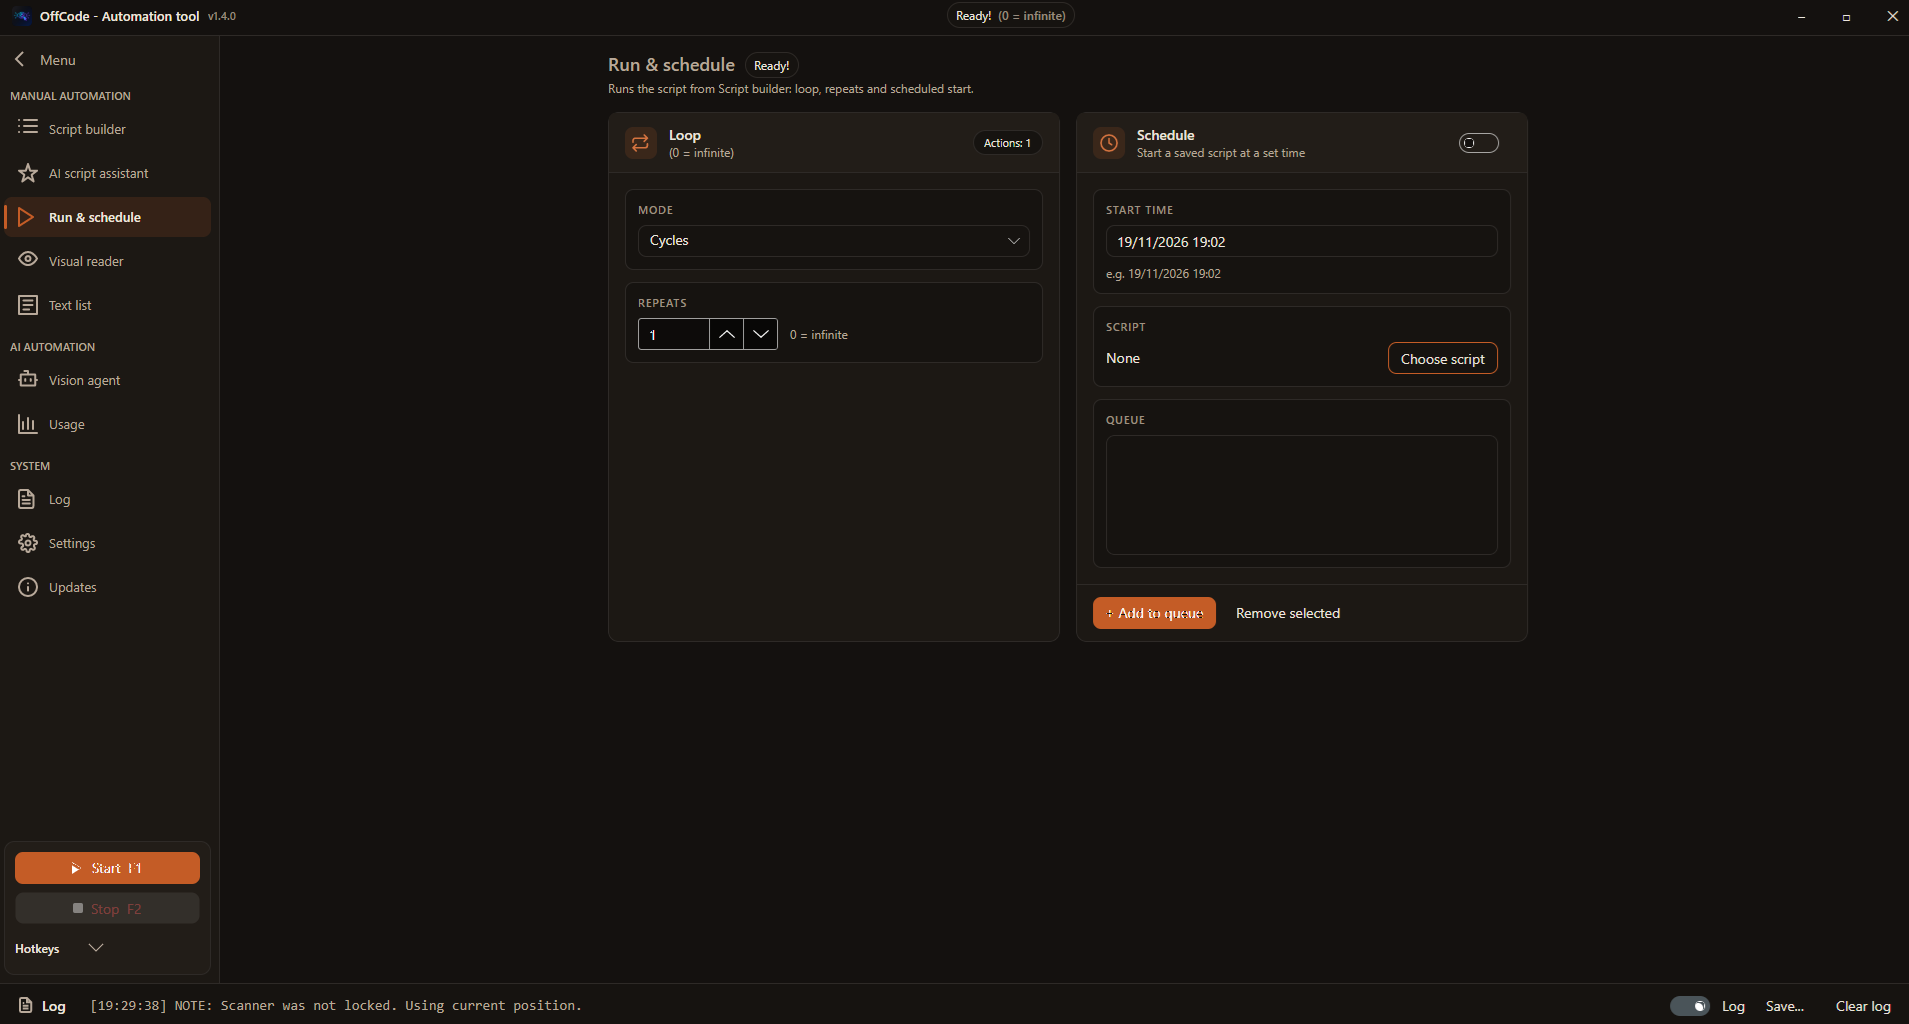 OffCode - Automation tool v1.4.0
Ready! (0 = infinite)
Menu
MANUAL AUTOMATION
Script builder
AI script assistant
Run & schedule
Visual reader
Text list
AI AUTOMATION
Vision agent
Usage
SYSTEM
Log
Settings
Updates
Start F1
Stop F2
Hotkeys
Run & schedule Ready!
Runs the script from Script builder: loop, repeats and scheduled start.
Loop
(0 = infinite)
Actions: 1
MODE
Cycles
REPEATS
1
0 = infinite
Schedule
Start a saved script at a set time
START TIME
19/11/2026 19:02
e.g. 19/11/2026 19:02
SCRIPT
None
Choose script
QUEUE
+ Add to queue
Remove selected
Log
[19:29:38] NOTE: Scanner was not locked. Using current position.
Log
Save...
Clear log